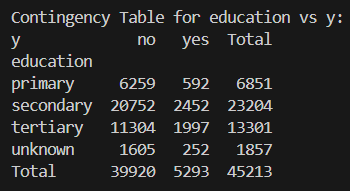 Contingency Table for education vs y:
y             no   yes  Total
education
primary     6259   592   6851
secondary  20752  2452  23204
tertiary   11304  1997  13301
unknown     1605   252   1857
Total      39920  5293  45213